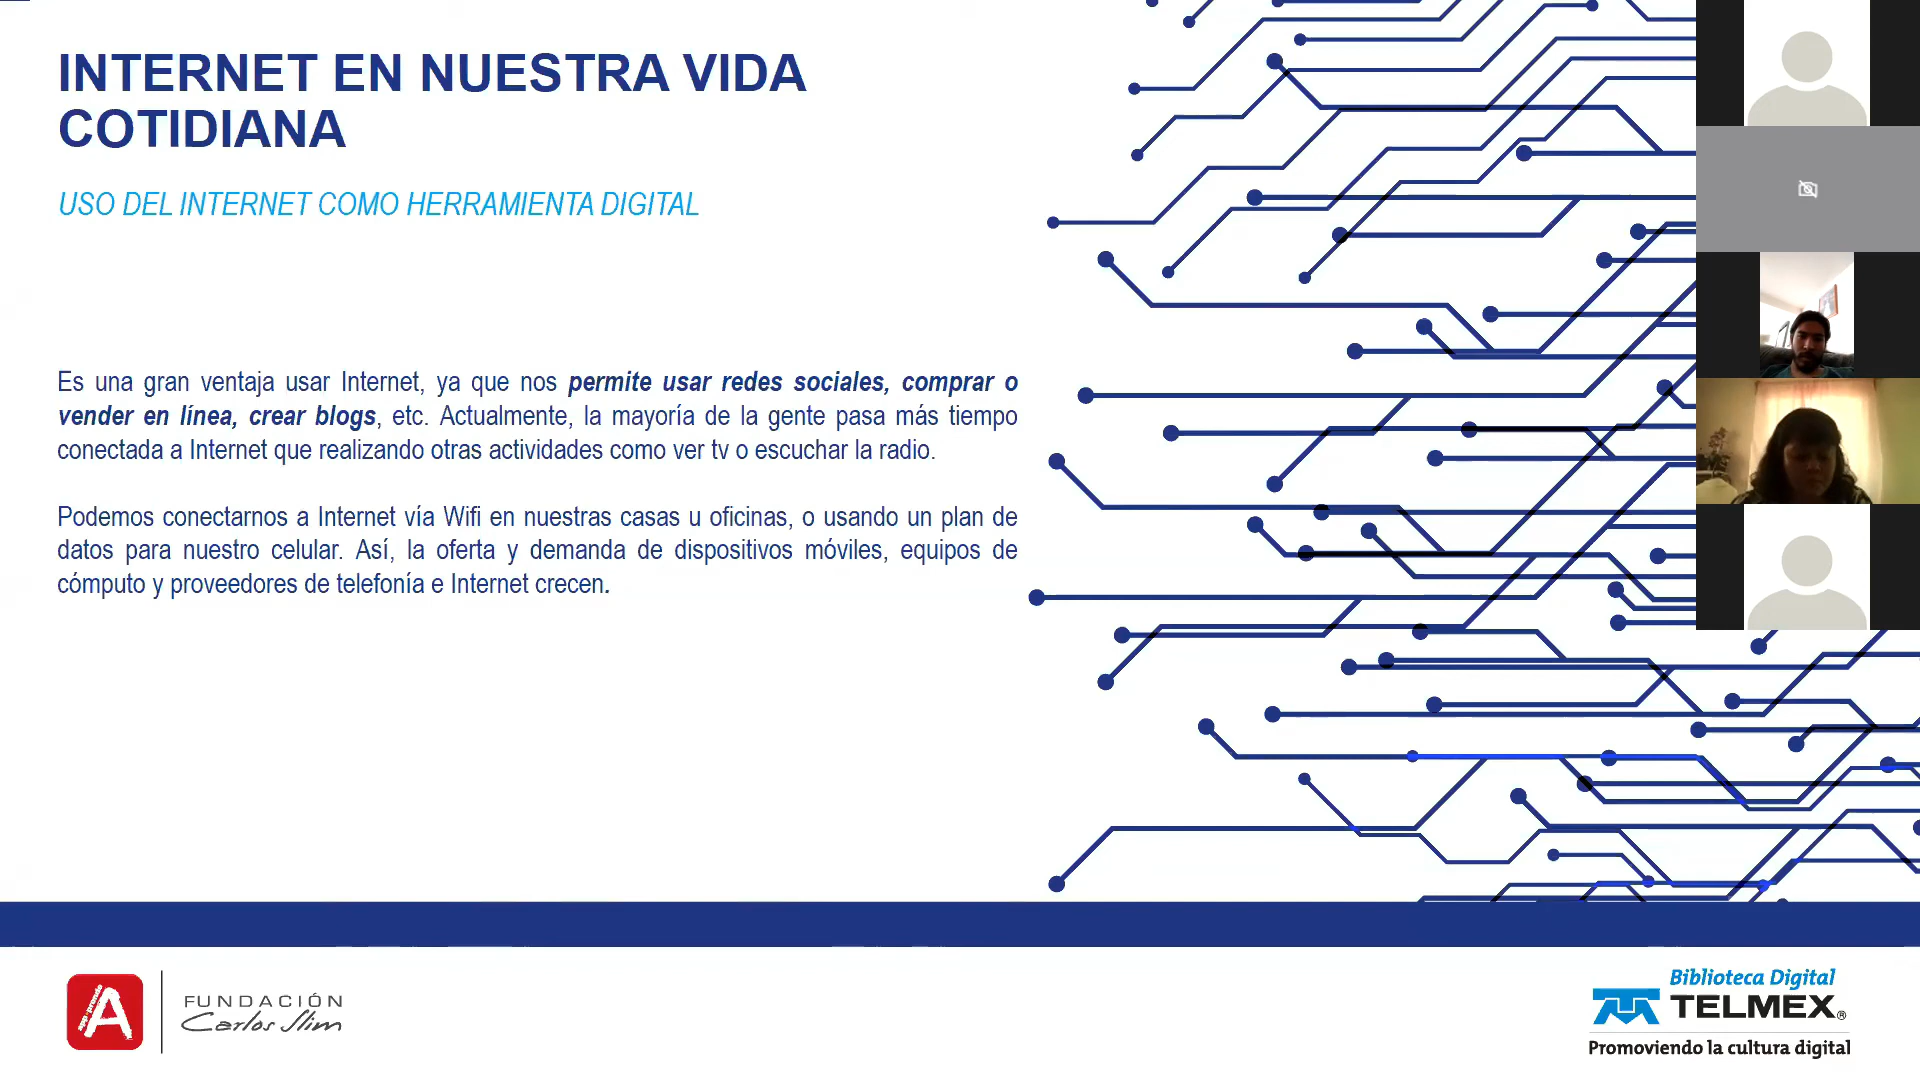 INTERNET EN NUESTRA VIDA
COTIDIANA
USO DEL INTERNET COMO HERRAMIENTA DIGITAL
Es una gran ventaja usar Internet, ya que nos permite usar redes sociales, comprar o
vender en línea, crear blogs, etc. Actualmente, la mayoría de la gente pasa más tiempo
conectada a Internet que realizando otras actividades como ver tv o escuchar la radio.
Podemos conectarnos a Internet vía Wifi en nuestras casas u oficinas, o usando un plan de
datos para nuestro celular. Así, la oferta y demanda de dispositivos móviles, equipos de
cómputo y proveedores de telefonía e Internet crecen.
app·prende
A
FUNDACIÓN
Carlos Slim
Biblioteca Digital
TELMEX®
Promoviendo la cultura digital